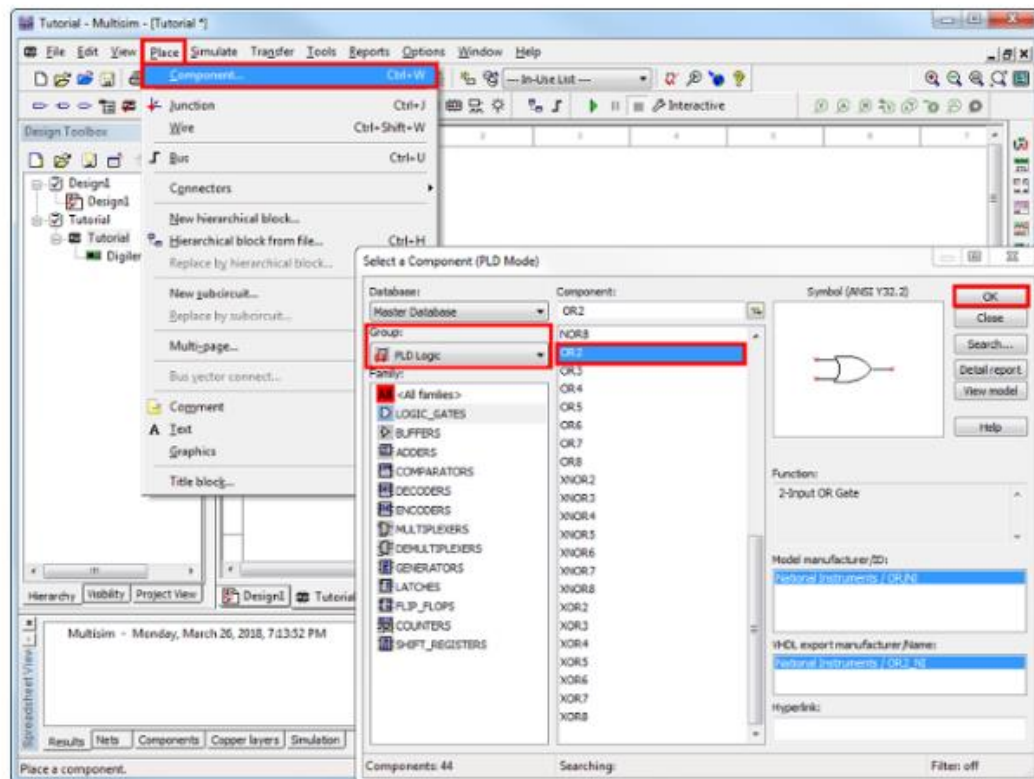 Tutorial - Multisim - [Tutorial *]
File Edit View Place Simulate Transfer Tools Reports Options Window Help
Component... Ctrl+W
--- In-Use List ---
Junction Ctrl+J
Interactive
Wire Ctrl+Shift+W
Bus Ctrl+U
Connectors
New hierarchical block...
Hierarchical block from file... Ctrl+H
Replace by hierarchical block...
New subcircuit...
Replace by subcircuit...
Multi-page...
Bus vector connect...
Comment
A Text
Graphics
Title block...
Design Toolbox
Design1
Design1
Tutorial
Tutorial
Digiler
Hierarchy Visibility Project View
Design1 Tutorial
Select a Component (PLD Mode)
Database:
Master Database
Group:
PLD Logic
Family:
<All families>
LOGIC_GATES
BUFFERS
ADDERS
COMPARATORS
DECODERS
ENCODERS
MULTIPLEXERS
DEMULTIPLEXERS
GENERATORS
LATCHES
FLIP_FLOPS
COUNTERS
SHIFT_REGISTERS
Component:
OR2
NOR8
OR2
OR3
OR4
OR5
OR6
OR7
OR8
XNOR2
XNOR3
XNOR4
XNOR5
XNOR6
XNOR7
XNOR8
XOR2
XOR3
XOR4
XOR5
XOR6
XOR7
XOR8
Symbol (ANSI Y32.2)
OK
Close
Search...
Detail report
View model
Help
Function:
2-Input OR Gate
Model manufacturer/ID:
National Instruments / ORJNI
VHDL export manufacturer/Name:
National Instruments / OR2_NI
Hyperlink:
Components: 44
Searching:
Filter: off
Spreadsheet View
Multisim - Monday, March 26, 2018, 7:13:52 PM
Results Nets Components Copper layers Simulation
Place a component.